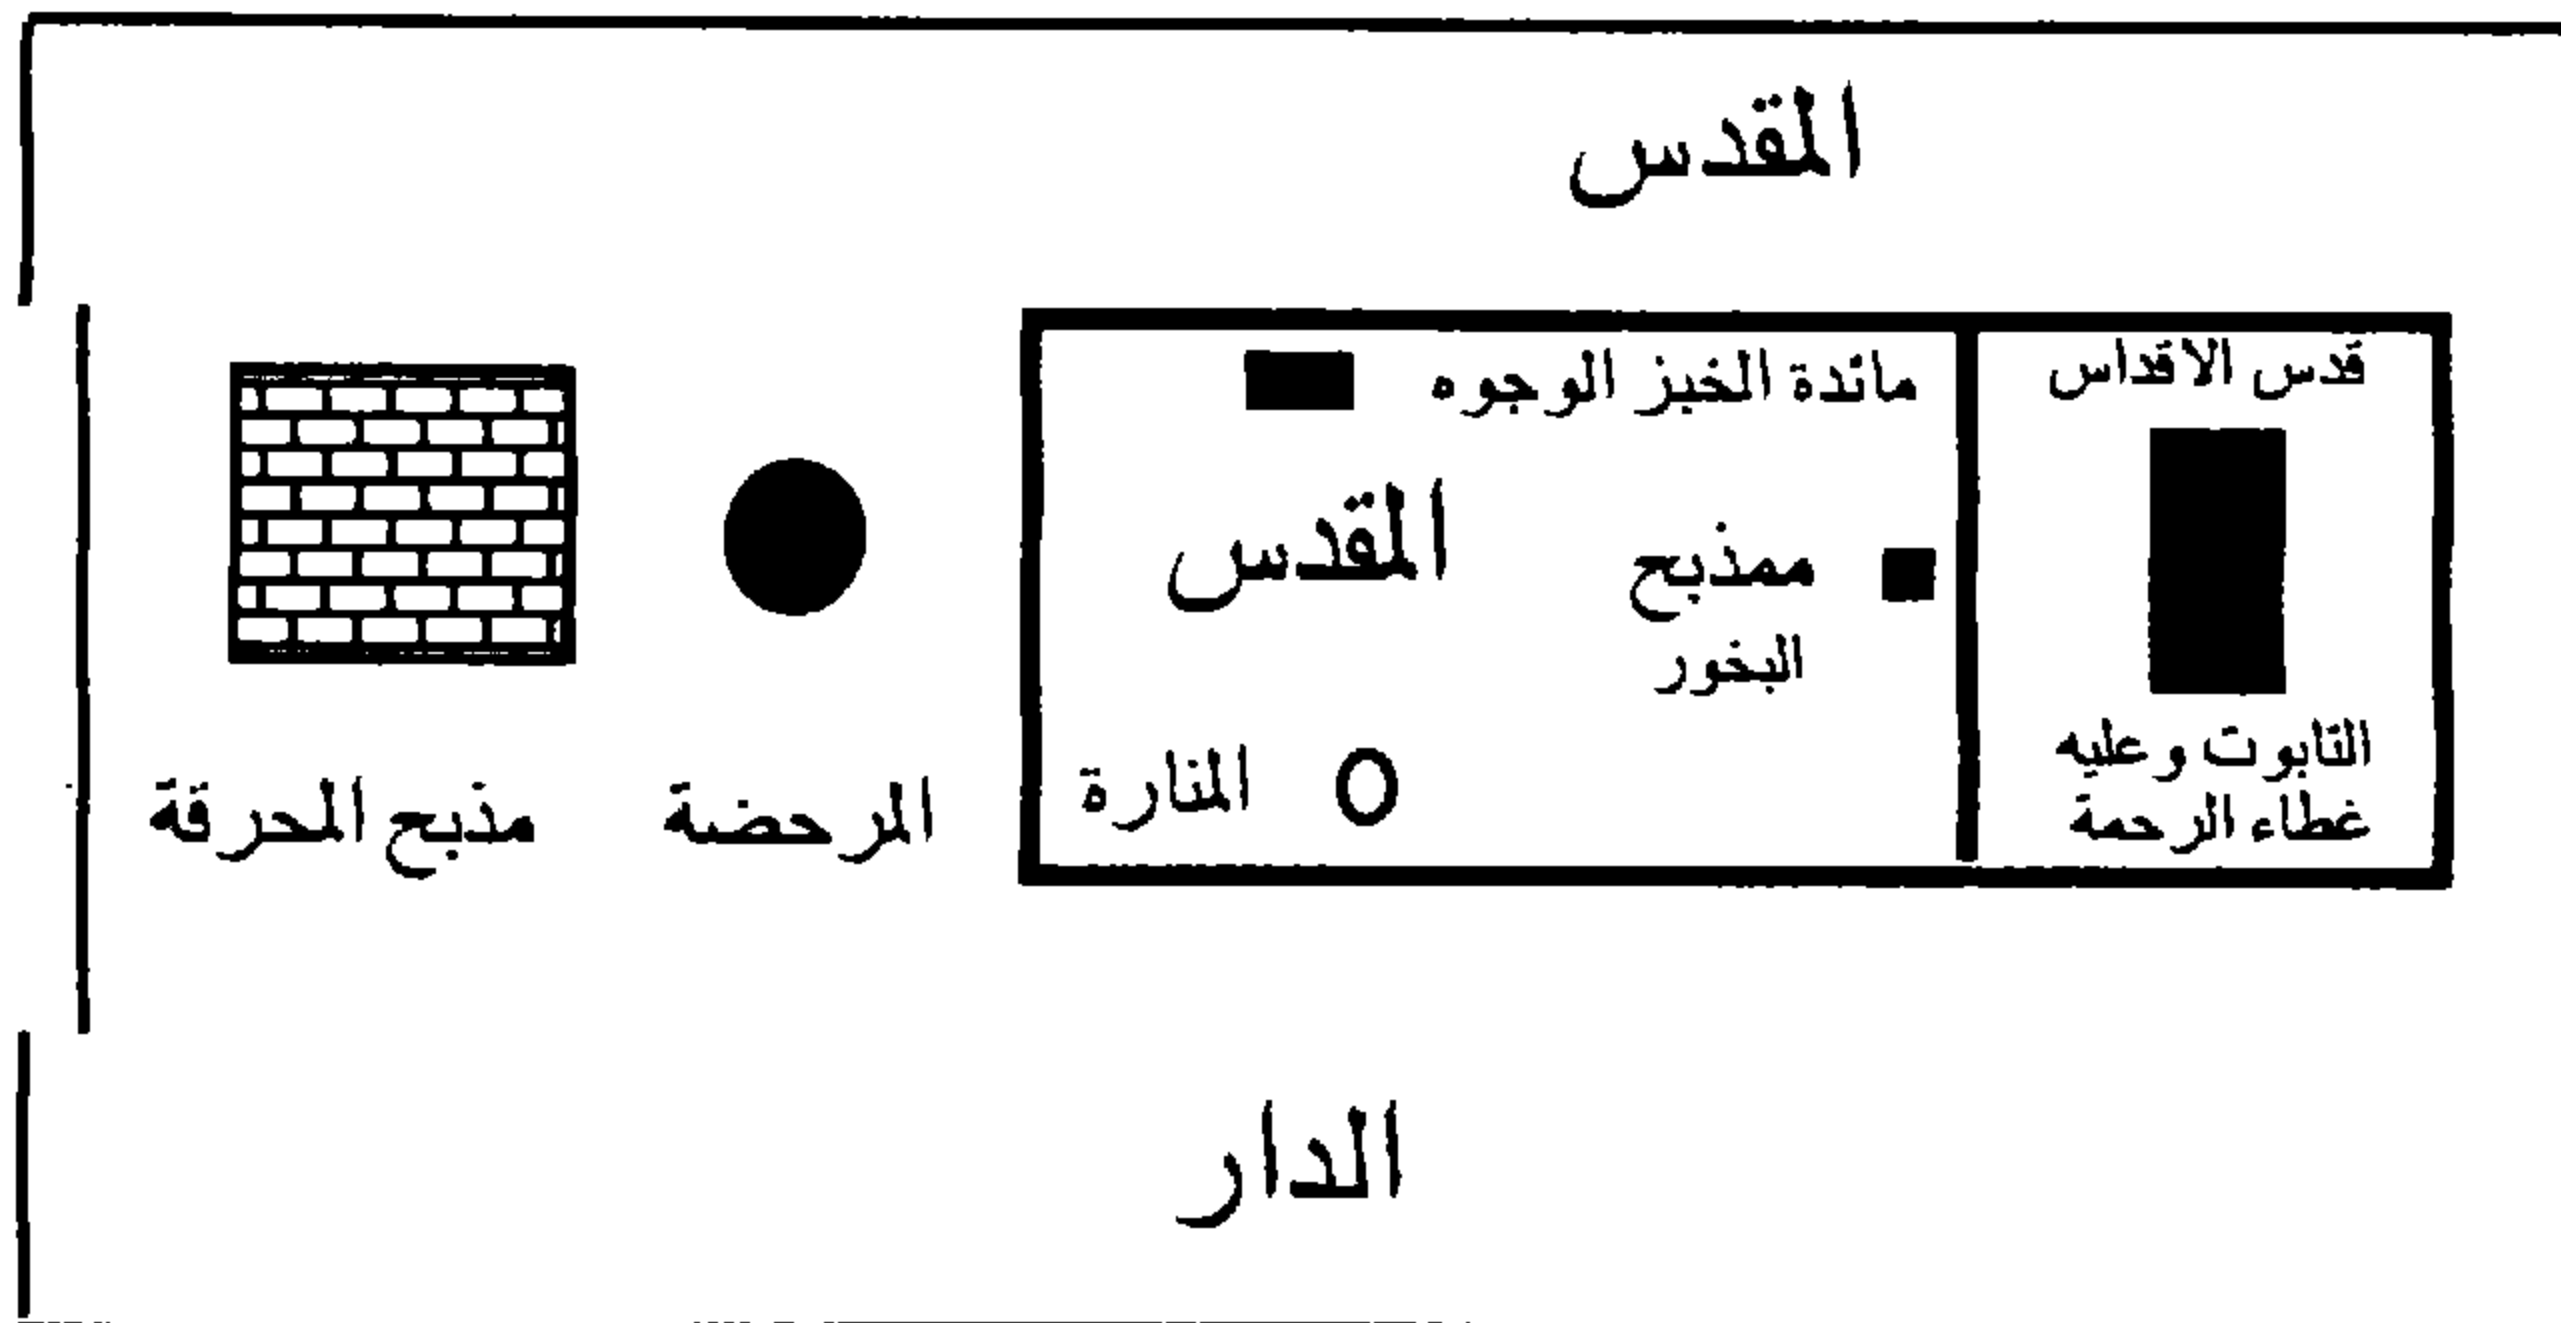 المقدس
قدس الاقداس
مائدة الخبز الوجوه
المقدس
ممذبح
البخور
التابوت وعليه
غطاء الرحمة
المنارة
المرحضة
مذبح المحرقة
الدار